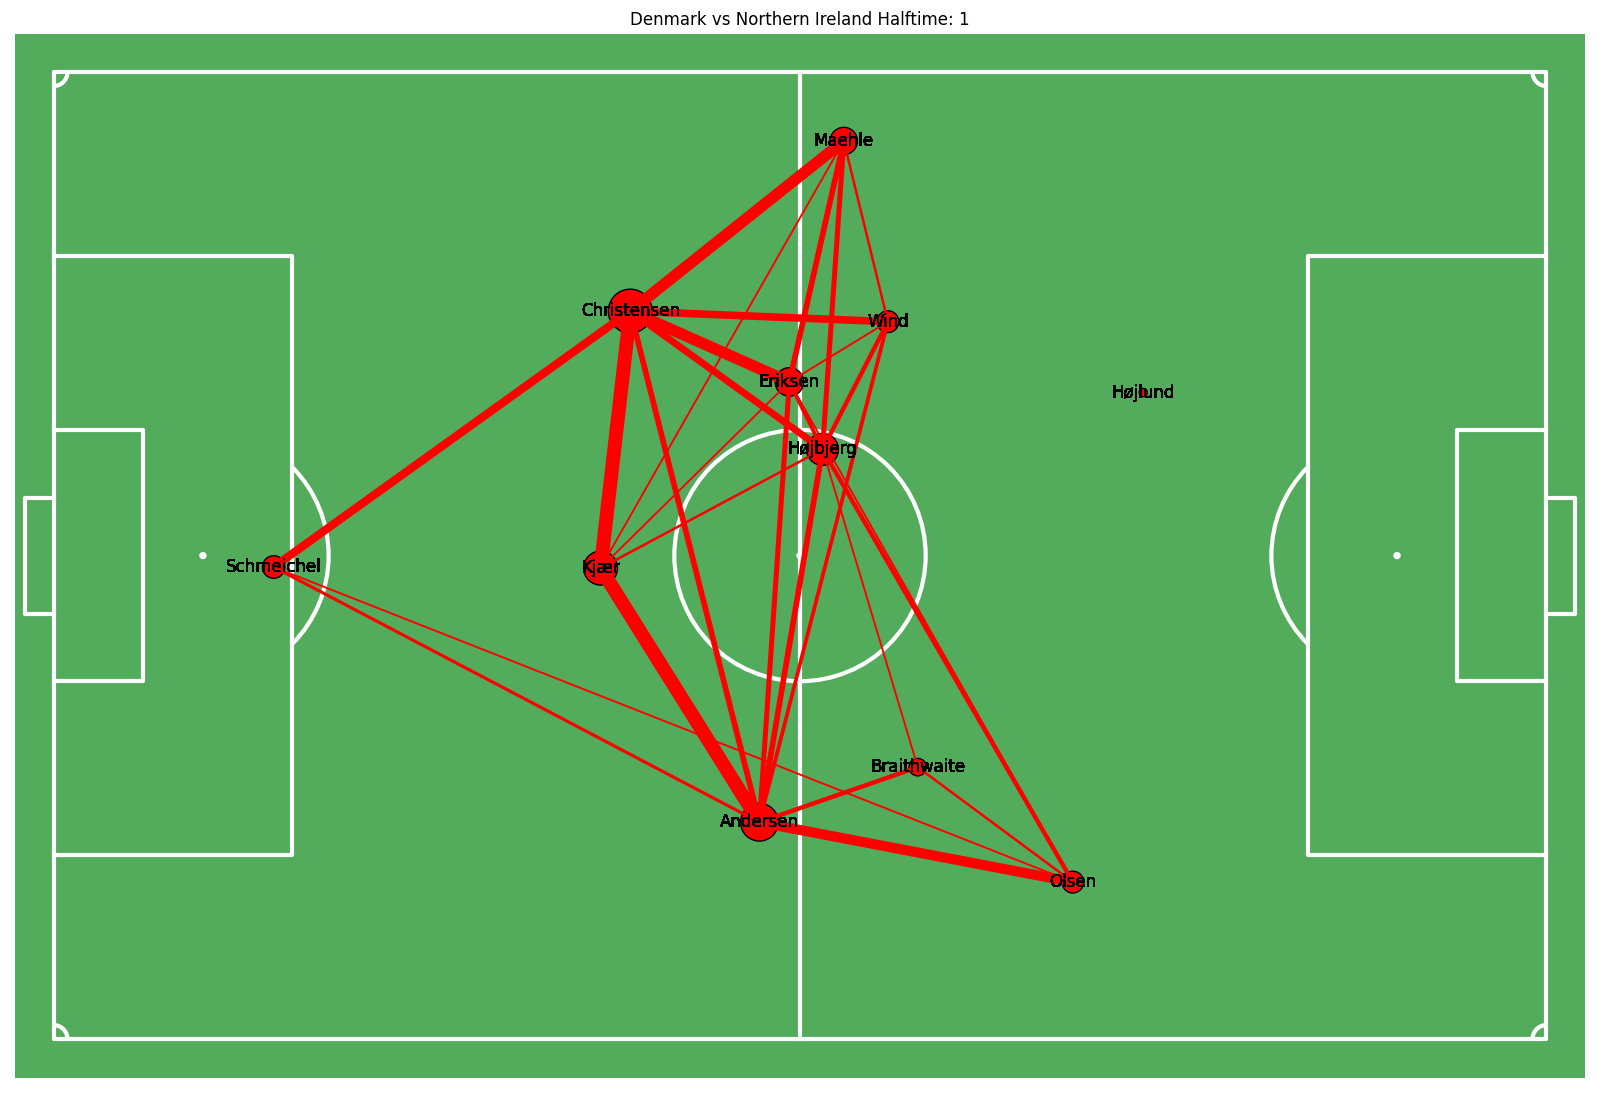 Denmark vs Northern Ireland Halftime: 1
Maehle
Christensen
Wind
Eriksen
Højlund
Højbjerg
Schmeichel
Kjær
Braithwaite
Andersen
Olsen